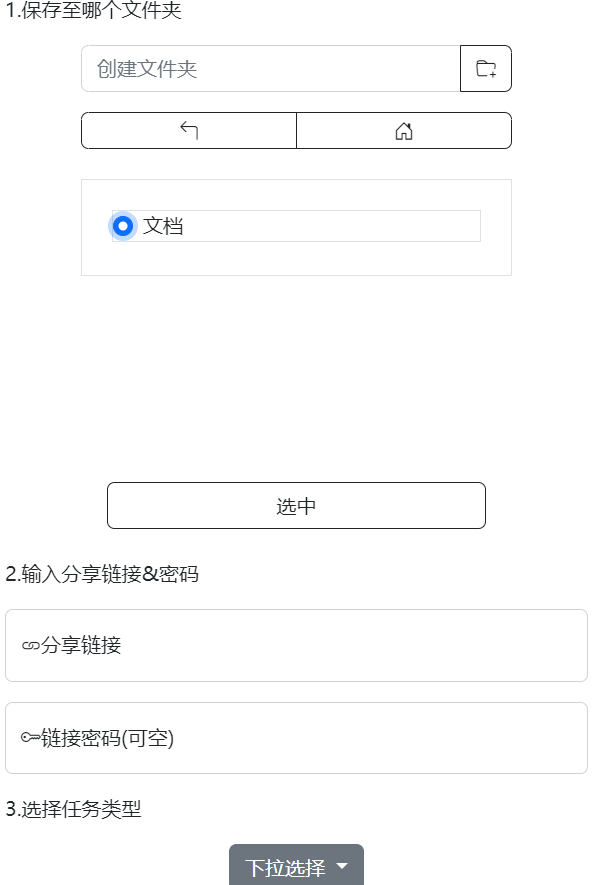 1.保存至哪个文件夹
创建文件夹
文档
选中
2.输入分享链接&密码
分享链接
链接密码(可空)
3.选择任务类型
下拉选择